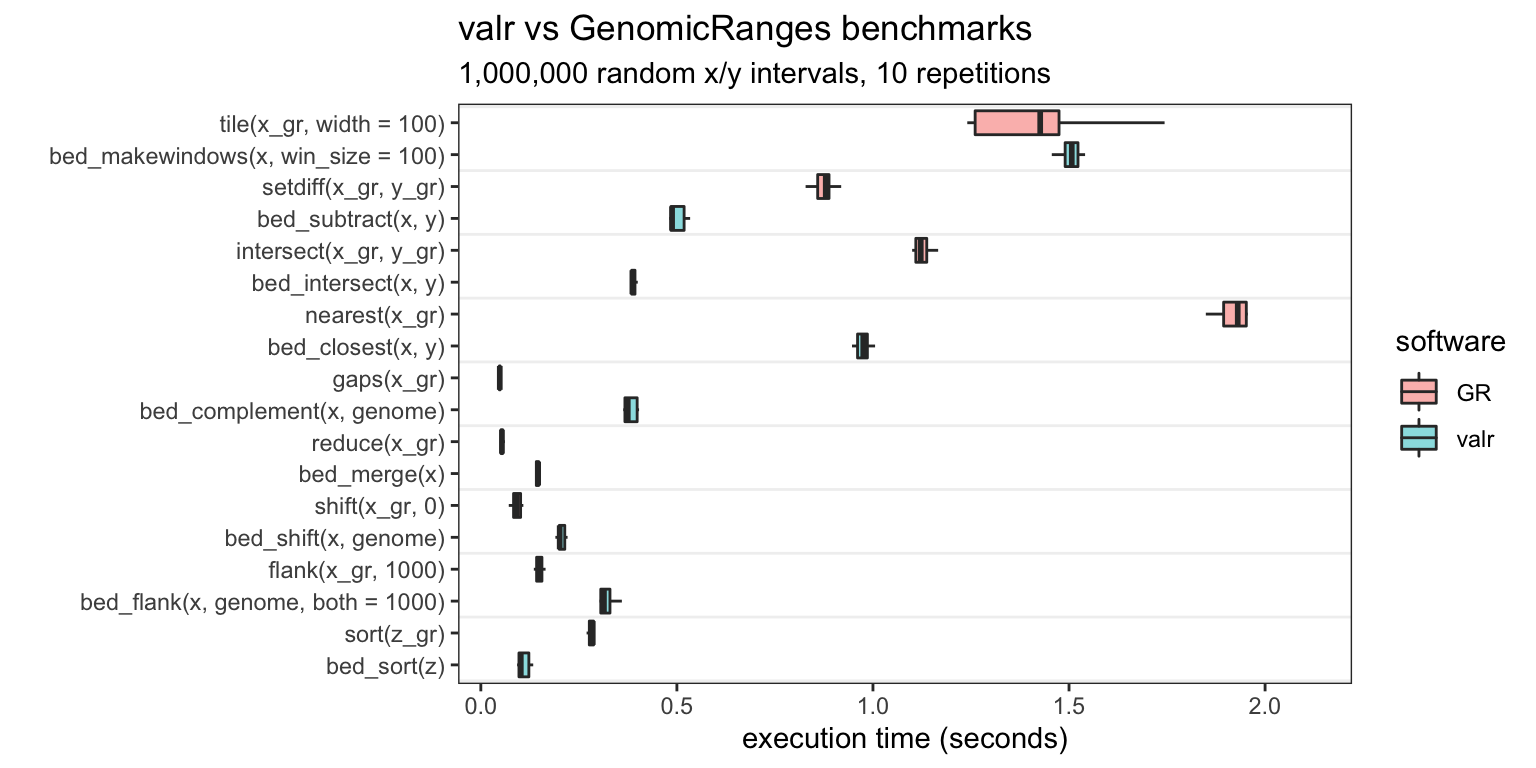 valr vs GenomicRanges benchmarks
1,000,000 random x/y intervals, 10 repetitions
tile(x_gr, width = 100)
bed_makewindows(x, win_size = 100)
setdiff(x_gr, y_gr)
bed_subtract(x, y)
intersect(x_gr, y_gr)
bed_intersect(x, y)
nearest(x_gr)
bed_closest(x, y)
gaps(x_gr)
bed_complement(x, genome)
reduce(x_gr)
bed_merge(x)
shift(x_gr, 0)
bed_shift(x, genome)
flank(x_gr, 1000)
bed_flank(x, genome, both = 1000)
sort(z_gr)
bed_sort(z)
0.0 0.5 1.0 1.5 2.0
execution time (seconds)
software
GR
valr